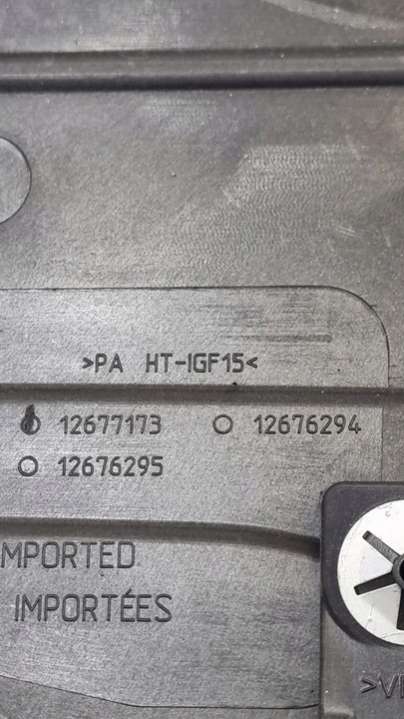 >PA HT-IGF15<
12677173 12676294
12676295
MPORTED
IMPORTÉES
>V